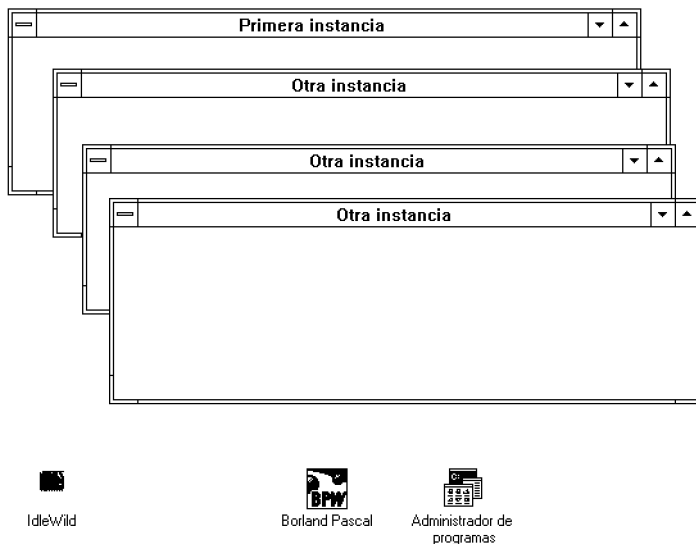 Primera instancia
Otra instancia
Otra instancia
Otra instancia
C:\
BPW
IdleWild
Borland Pascal
Administrador de
programas